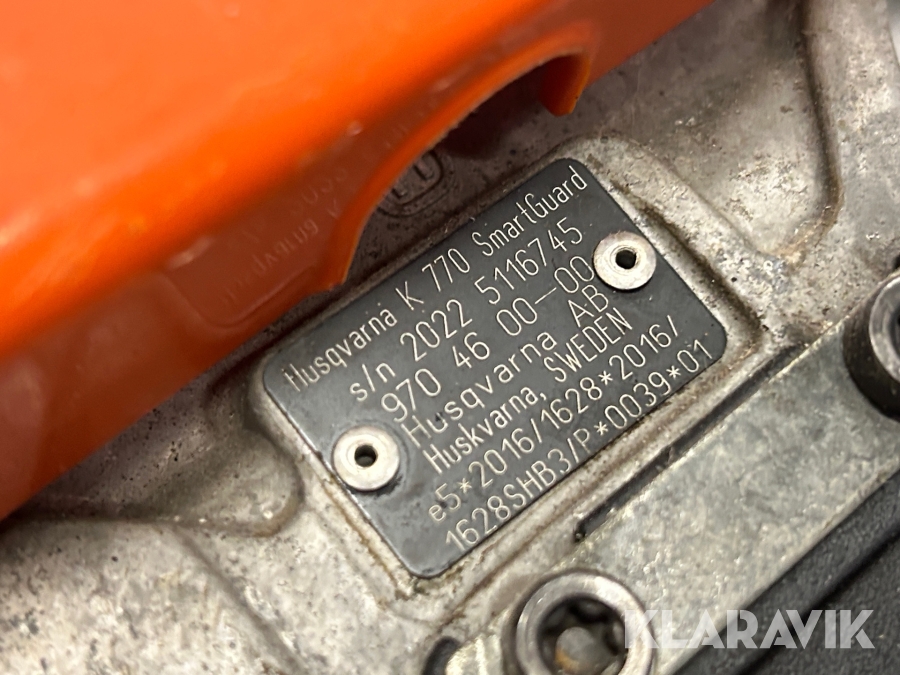 Husqvarna K 770 SmartGuard
s/n 2022 5116745
970 46 00-00
Husqvarna AB
Huskvarna, SWEDEN
e5*2016/1628*2016/
1628SHB3/P*0039*01
KLARAVIK